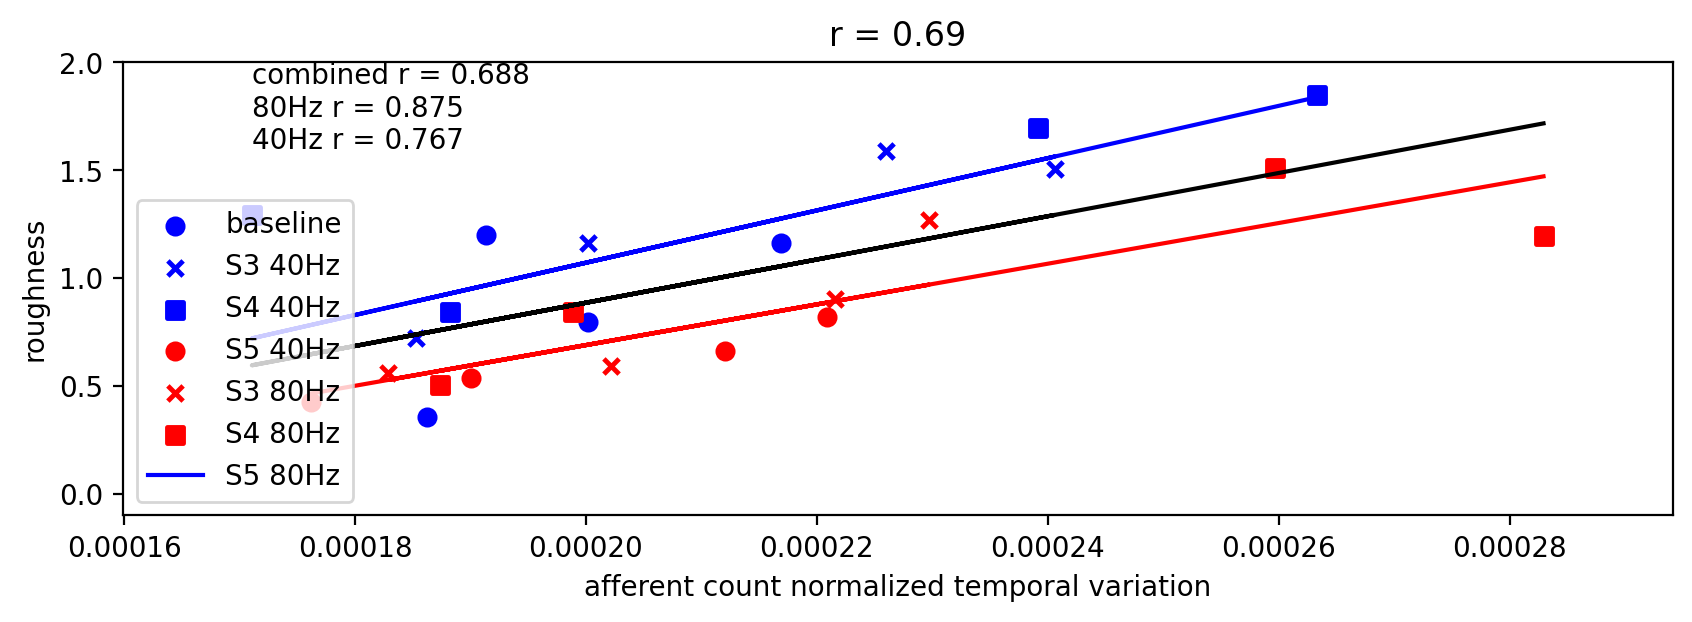 r = 0.69
combined r = 0.688
80Hz r = 0.875
40Hz r = 0.767
2.0
1.5
1.0
0.5
0.0
roughness
baseline
S3 40Hz
S4 40Hz
S5 40Hz
S3 80Hz
S4 80Hz
S5 80Hz
0.00016 0.00018 0.00020 0.00022 0.00024 0.00026 0.00028
afferent count normalized temporal variation